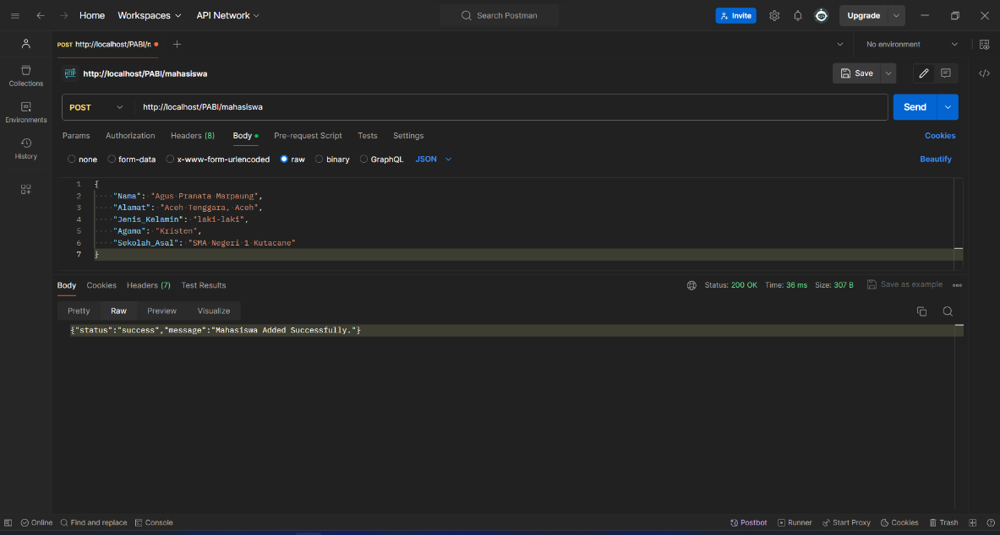 Home Workspaces API Network Search Postman Invite Upgrade
POST http://localhost/PABI/n No environment
HTTP http://localhost/PABI/mahasiswa Save
Collections
POST http://localhost/PABI/mahasiswa Send
Environments
Params Authorization Headers (8) Body Pre-request Script Tests Settings Cookies
History
none form-data x-www-form-urlencoded raw binary GraphQL JSON Beautify
1 {
2 "Nama": "Agus Pranata Marpaung",
3 "Alamat": "Aceh Tenggara, Aceh",
4 "Jenis_Kelamin": "laki-laki",
5 "Agama": "Kristen",
6 "Sekolah_Asal": "SMA Negeri 1 Kutacane"
7 }
Body Cookies Headers (7) Test Results Status: 200 OK Time: 36 ms Size: 307 B Save as example
Pretty Raw Preview Visualize
{"status":"success","message":"Mahasiswa Added Successfully."}
Online Find and replace Console Postbot Runner Start Proxy Cookies Trash